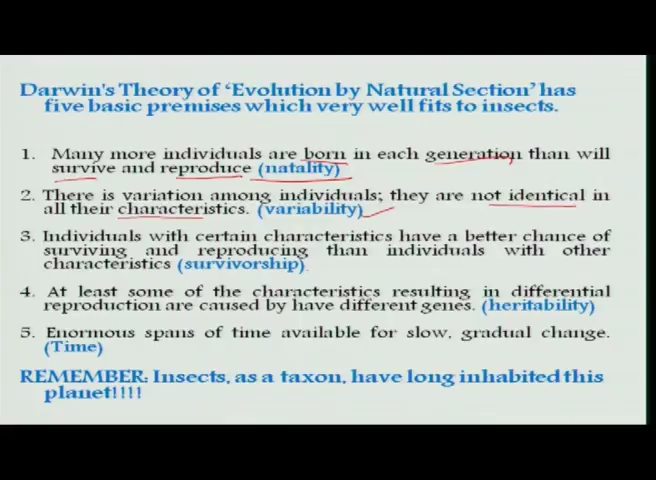 Darwin's Theory of ‘Evolution by Natural Section’ has
five basic premises which very well fits to insects.
1. Many more individuals are born in each generation than will
survive and reproduce (natality)
2. There is variation among individuals; they are not identical in
all their characteristics. (variability)
3. Individuals with certain characteristics have a better chance of
surviving and reproducing than individuals with other
characteristics (survivorship)
4. At least some of the characteristics resulting in differential
reproduction are caused by have different genes. (heritability)
5. Enormous spans of time available for slow, gradual change.
(Time)
REMEMBER: Insects, as a taxon, have long inhabited this
planet!!!!